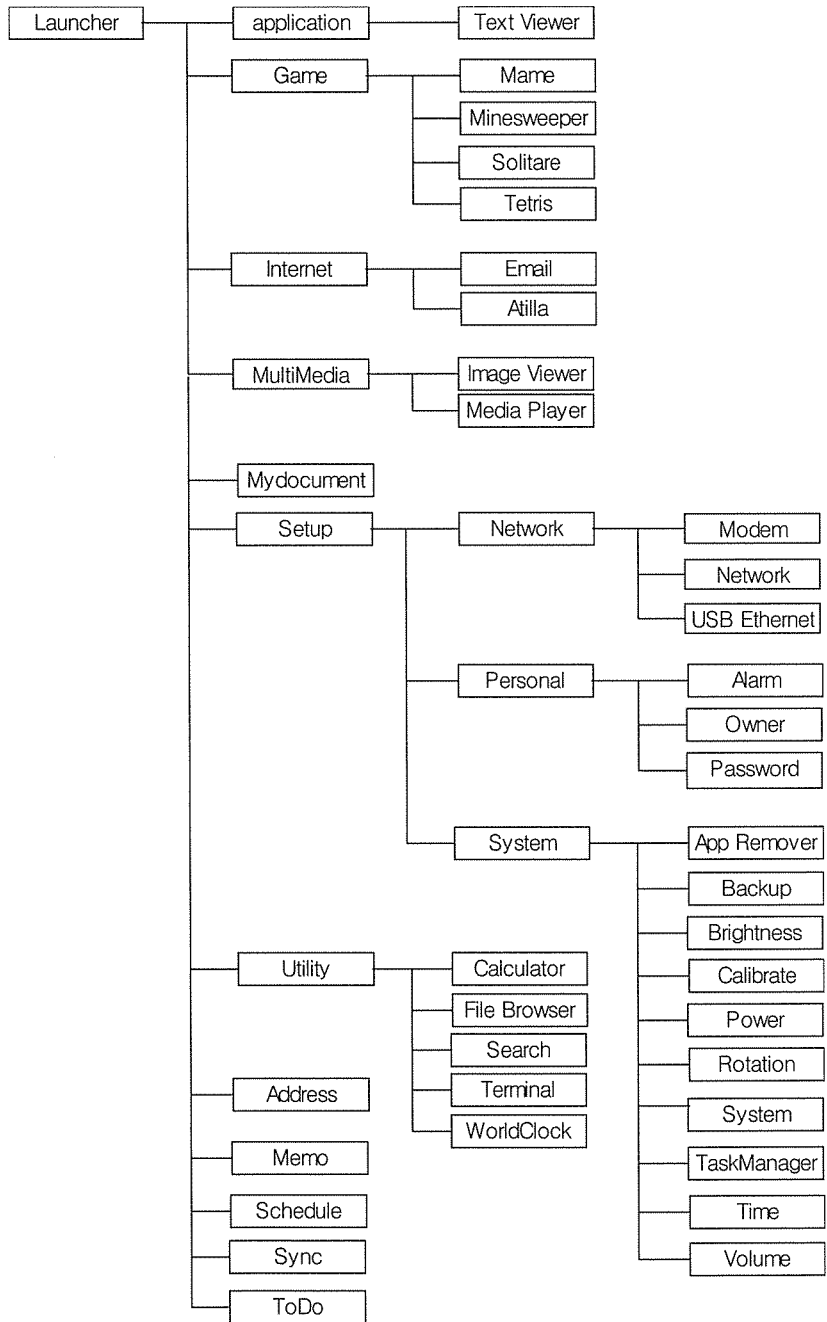 Launcher
application
Text Viewer
Game
Mame
Minesweeper
Solitare
Tetris
Internet
Email
Atilla
MultiMedia
Image Viewer
Media Player
Mydocument
Setup
Network
Modem
Network
USB Ethernet
Personal
Alarm
Owner
Password
System
App Remover
Backup
Brightness
Calibrate
Power
Rotation
System
TaskManager
Time
Volume
Utility
Calculator
File Browser
Search
Terminal
WorldClock
Address
Memo
Schedule
Sync
ToDo